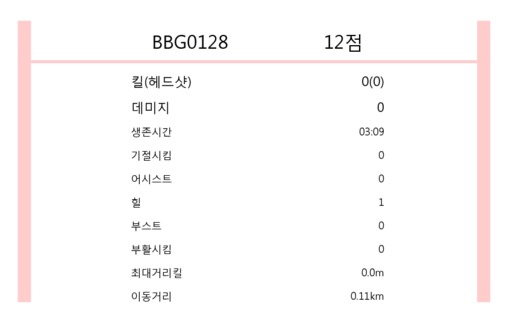 BBG0128 12점
킬(헤드샷) 0(0)
데미지 0
생존시간 03:09
기절시킴 0
어시스트 0
힐 1
부스트 0
부활시킴 0
최대거리킬 0.0m
이동거리 0.11km